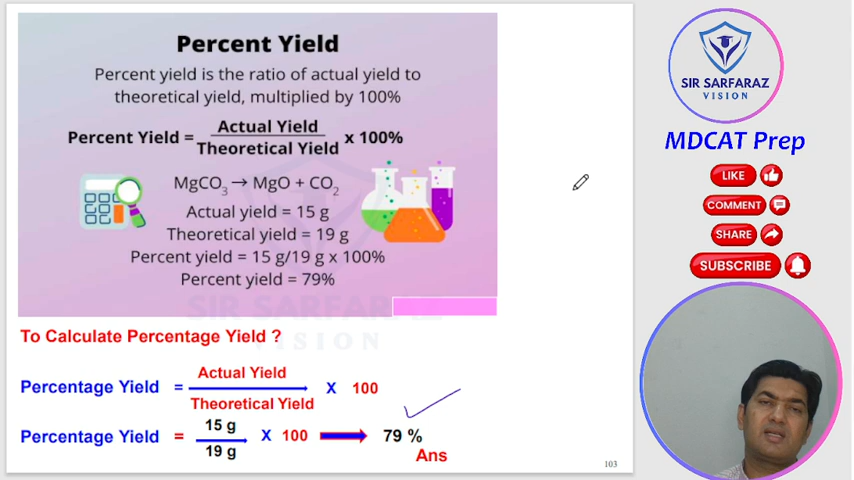 Percent Yield
Percent yield is the ratio of actual yield to
theoretical yield, multiplied by 100%
Percent Yield = Actual Yield / Theoretical Yield x 100%
MgCO3 → MgO + CO2
Actual yield = 15 g
Theoretical yield = 19 g
Percent yield = 15 g/19 g x 100%
Percent yield = 79%
SIR SARFARAZ
VISION
To Calculate Percentage Yield ?
Percentage Yield = Actual Yield / Theoretical Yield X 100
Percentage Yield = 15 g / 19 g X 100 → 79 %
Ans
103
SIR SARFARAZ
VISION
MDCAT Prep
LIKE
COMMENT
SHARE
SUBSCRIBE